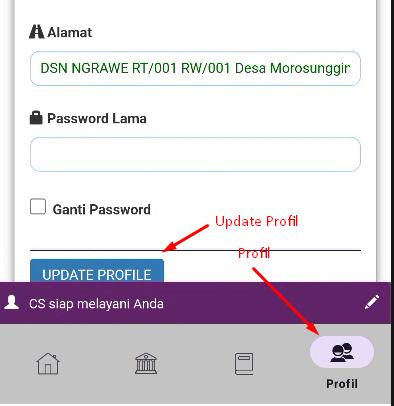 Alamat
DSN NGRAWE RT/001 RW/001 Desa Morosunggin
Password Lama
Ganti Password
Update Profil
Profil
UPDATE PROFILE
CS siap melayani Anda
Profil